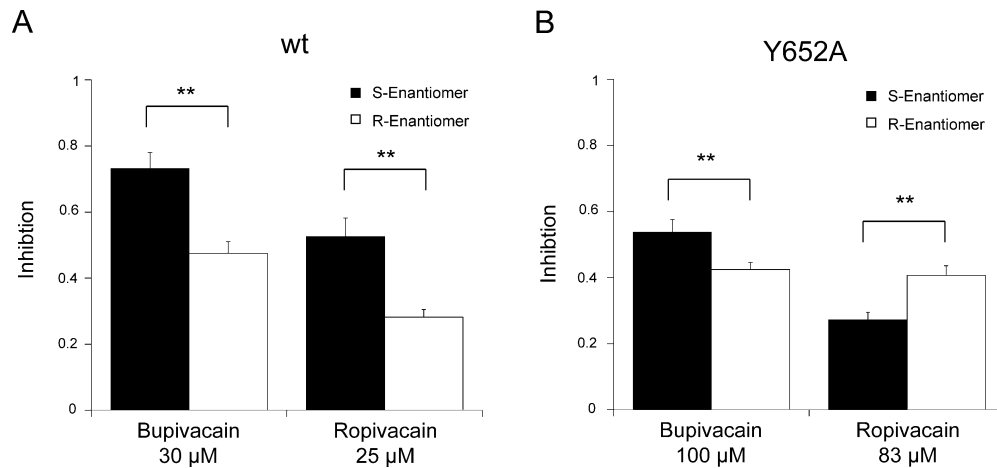 A
wt
S-Enantiomer
R-Enantiomer
**
**
1
0.8
0.6
0.4
0.2
0
Inhibtion
Bupivacain
30 µM
Ropivacain
25 µM
B
Y652A
S-Enantiomer
R-Enantiomer
**
**
1
0.8
0.6
0.4
0.2
0
Inhibtion
Bupivacain
100 µM
Ropivacain
83 µM